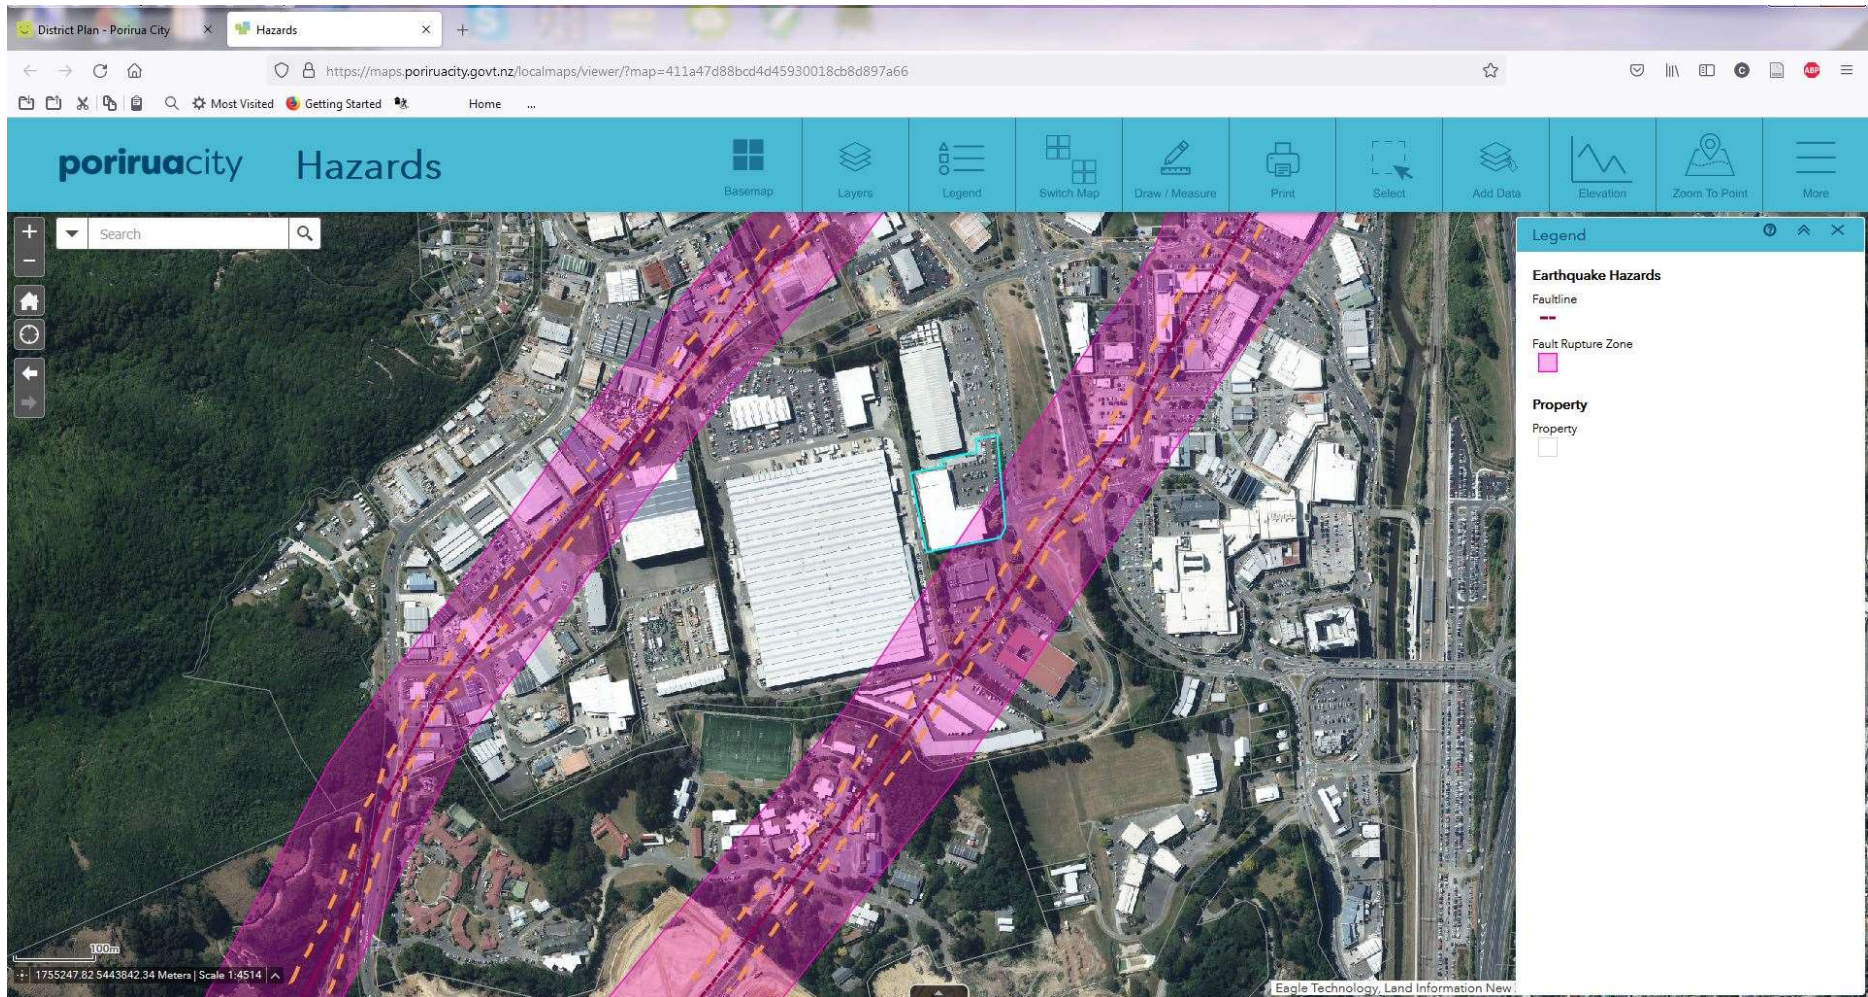 District Plan - Porirua City
Hazards
https://maps.poriruacity.govt.nz/localmaps/viewer/?map=411a47d88bcd4d45930018cb8d897a66
ABP
Most Visited
Getting Started
Home
...
poriruacity
Hazards
Basemap
Layers
Legend
Switch Map
Draw / Measure
Print
Select
Add Data
Elevation
Zoom To Point
More
Search
Legend
Earthquake Hazards
Faultline
Fault Rupture Zone
Property
Property
100m
1755247.82 5443842.34 Meters | Scale 1:4514
Eagle Technology, Land Information New